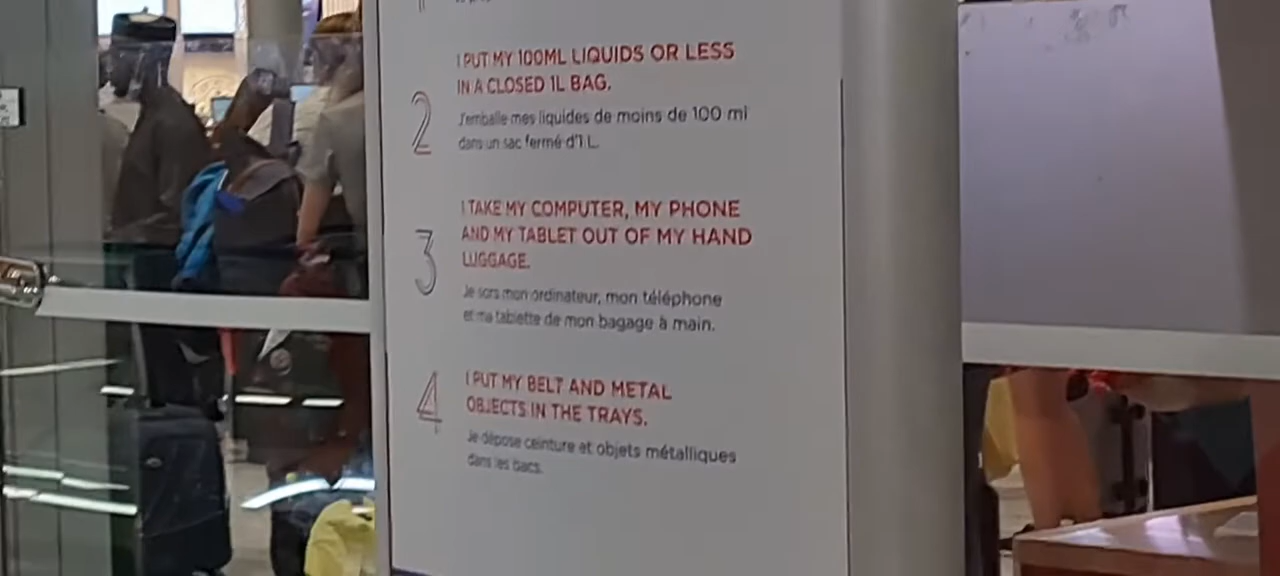 2
I PUT MY 100ML LIQUIDS OR LESS
IN A CLOSED 1L BAG.
J'emballe mes liquides de moins de 100 ml
dans un sac fermé d'1 L.
3
I TAKE MY COMPUTER, MY PHONE
AND MY TABLET OUT OF MY HAND
LUGGAGE.
Je sors mon ordinateur, mon téléphone
et ma tablette de mon bagage à main.
4
I PUT MY BELT AND METAL
OBJECTS IN THE TRAYS.
Je dépose ceinture et objets métalliques
dans les bacs.